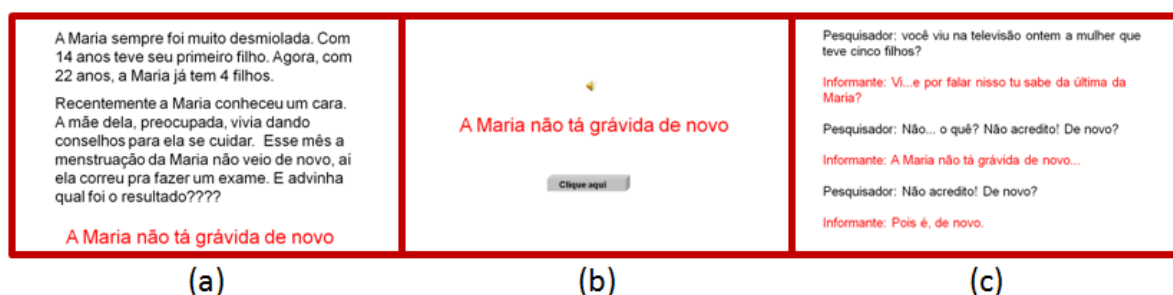 A Maria sempre foi muito desmiolada. Com
14 anos teve seu primeiro filho. Agora, com
22 anos, a Maria já tem 4 filhos.
Recentemente a Maria conheceu um cara.
A mãe dela, preocupada, vivia dando
conselhos para ela se cuidar. Esse mês a
menstruação da Maria não veio de novo, aí
ela correu pra fazer um exame. E advinha
qual foi o resultado????
A Maria não tá grávida de novo
(a)
A Maria não tá grávida de novo
Clique aqui
(b)
Pesquisador: você viu na televisão ontem a mulher que
teve cinco filhos?
Informante: Vi...e por falar nisso tu sabe da última da
Maria?
Pesquisador: Não... o quê? Não acredito! De novo?
Informante: A Maria não tá grávida de novo...
Pesquisador: Não acredito! De novo?
Informante: Pois é, de novo.
(c)